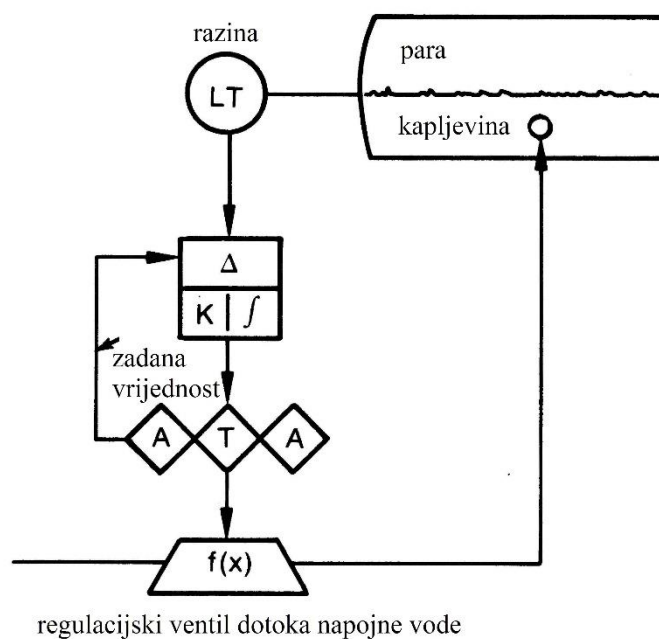 razina
para
LT
kapljevina
Δ
K ∫
zadana
vrijednost
A T A
f(x)
regulacijski ventil dotoka napojne vode